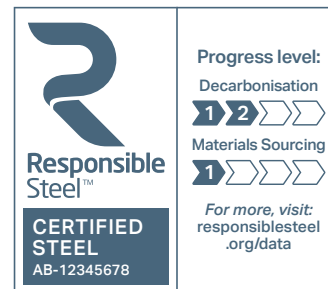 Responsible
Steel™
CERTIFIED
STEEL
AB-12345678
Progress level:
Decarbonisation
1 2
Materials Sourcing
1
For more, visit:
responsiblesteel
.org/data